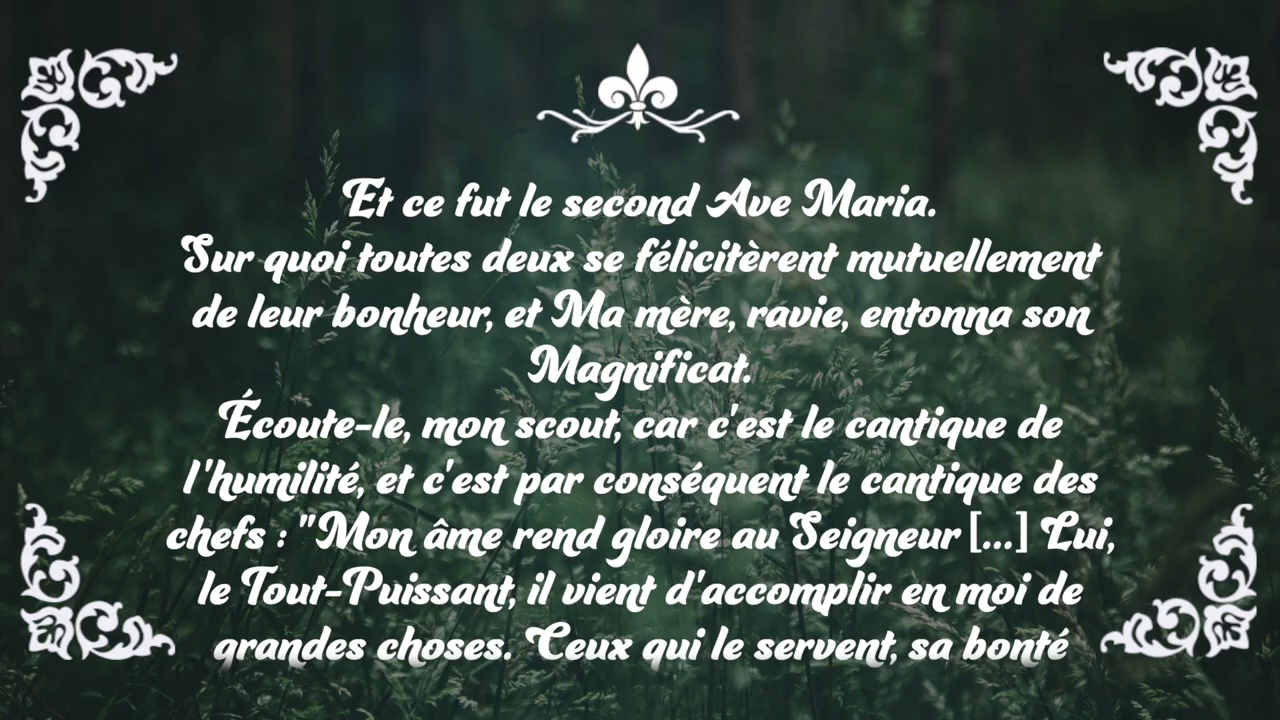 Et ce fut le second Ave Maria.
Sur quoi toutes deux se félicitèrent mutuellement
de leur bonheur, et Ma mère, ravie, entonna son
Magnificat.
Écoute-le, mon scout, car c'est le cantique de
l'humilité, et c'est par conséquent le cantique des
chefs : "Mon âme rend gloire au Seigneur [...] Lui,
le Tout-Puissant, il vient d'accomplir en moi de
grandes choses. Ceux qui le servent, sa bonté